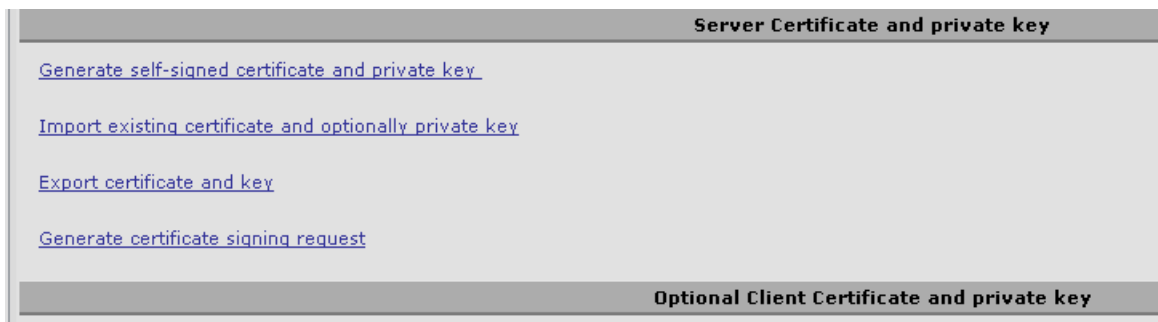 Server Certificate and private key
Generate self-signed certificate and private key
Import existing certificate and optionally private key
Export certificate and key
Generate certificate signing request
Optional Client Certificate and private key